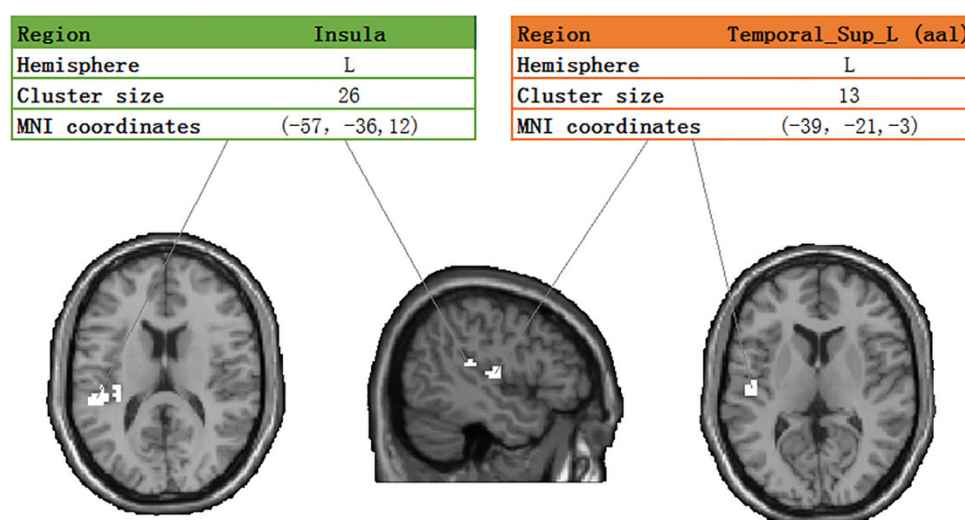 Region Insula
Hemisphere L
Cluster size 26
MNI coordinates (-57, -36,12)
Region Temporal_Sup_L (aal)
Hemisphere L
Cluster size 13
MNI coordinates (-39, -21,-3)